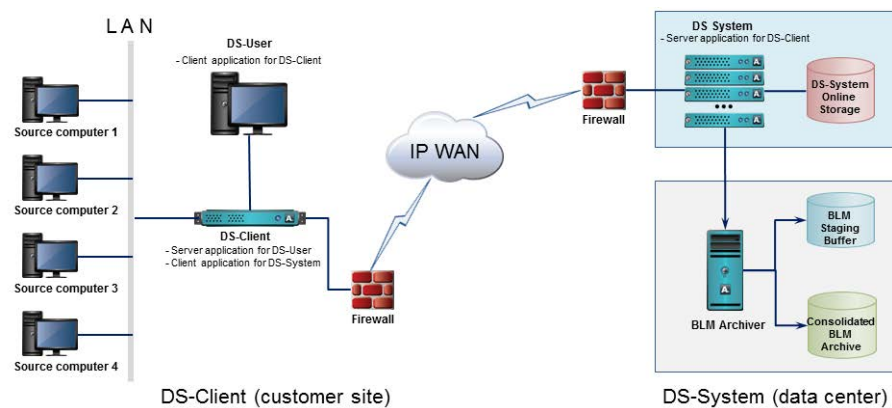 LAN
DS-User
- Client application for DS-Client
Source computer 1
Source computer 2
Source computer 3
Source computer 4
DS-Client
- Server application for DS-User
- Client application for DS-System
Firewall
IP WAN
Firewall
DS System
- Server application for DS-Client
DS-System
Online
Storage
BLM
Staging
Buffer
BLM Archiver
Consolidated
BLM
Archive
DS-Client (customer site)
DS-System (data center)